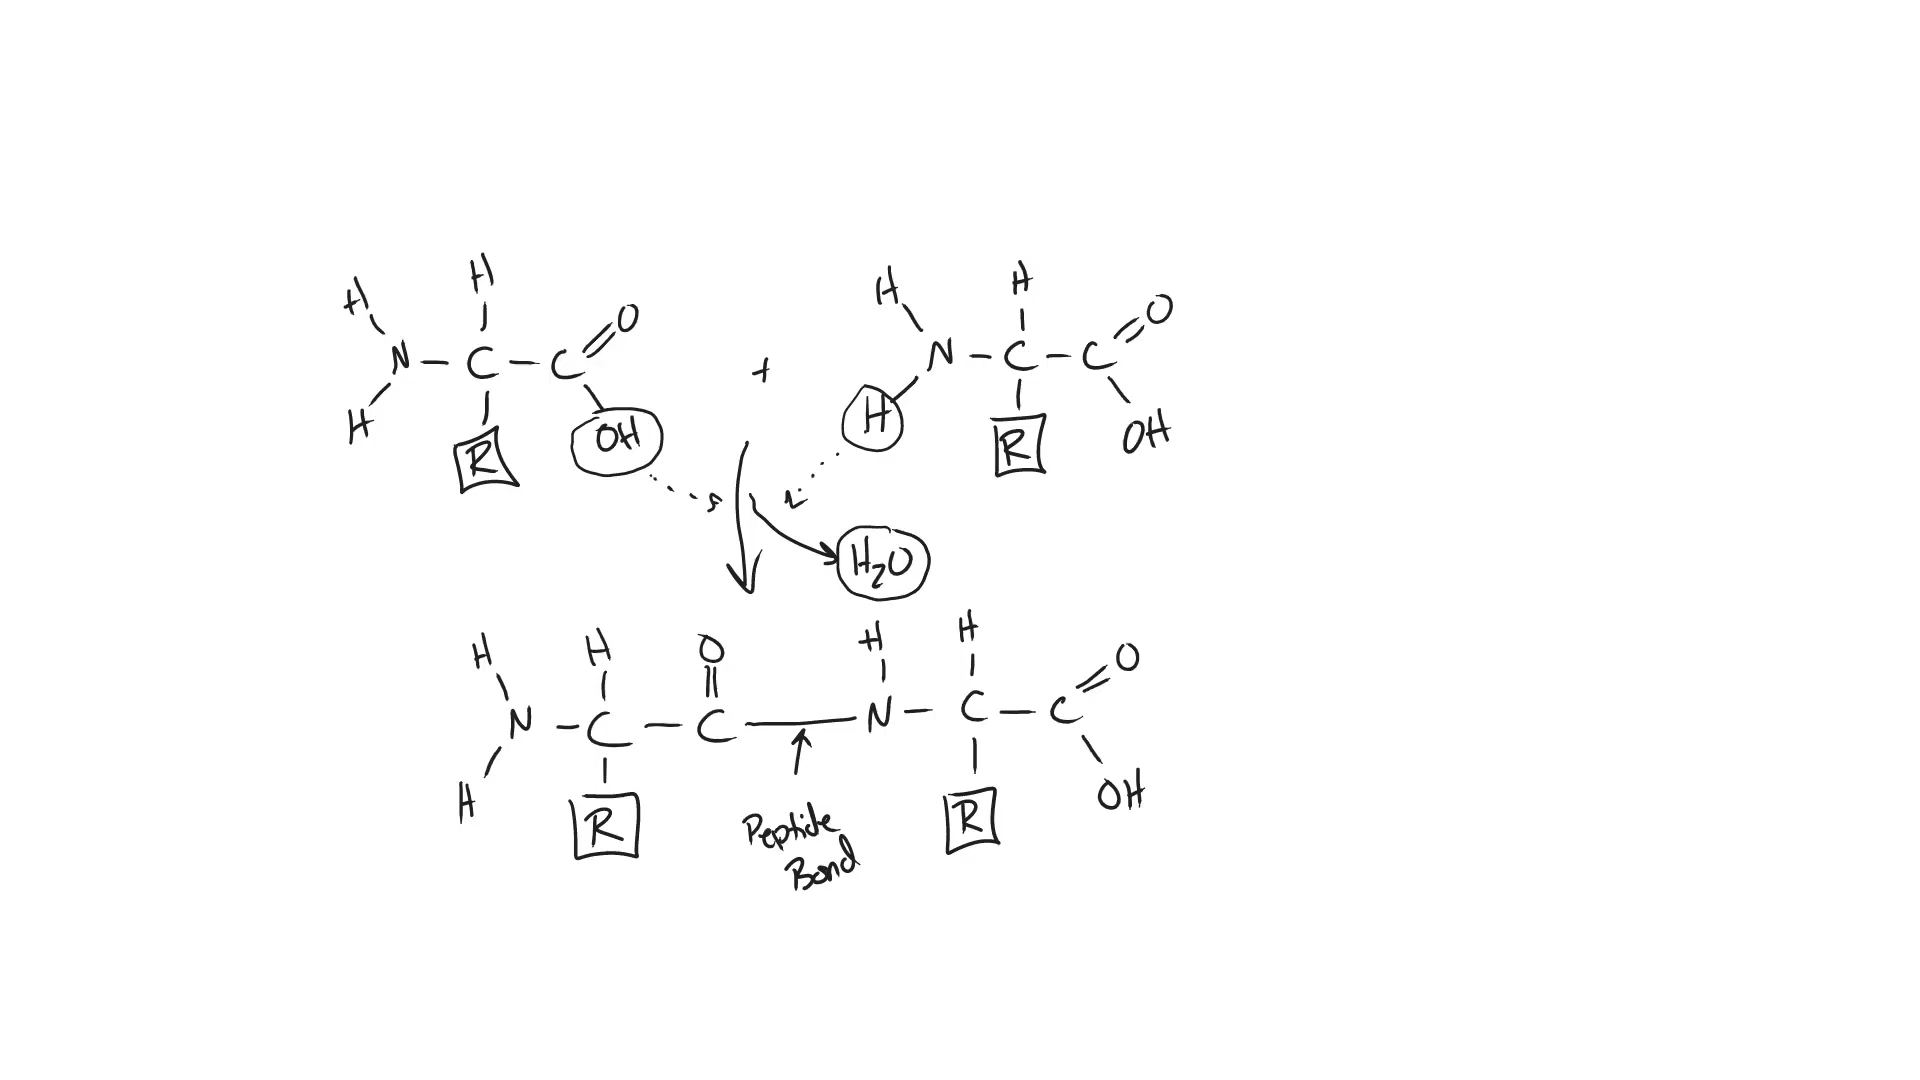 H H H H
O O
N - C - C + N - C - C
H OH H OH
R R
H2O
H H O H H O
N - C - C — N - C - C
H OH
R R
Peptide
Bond